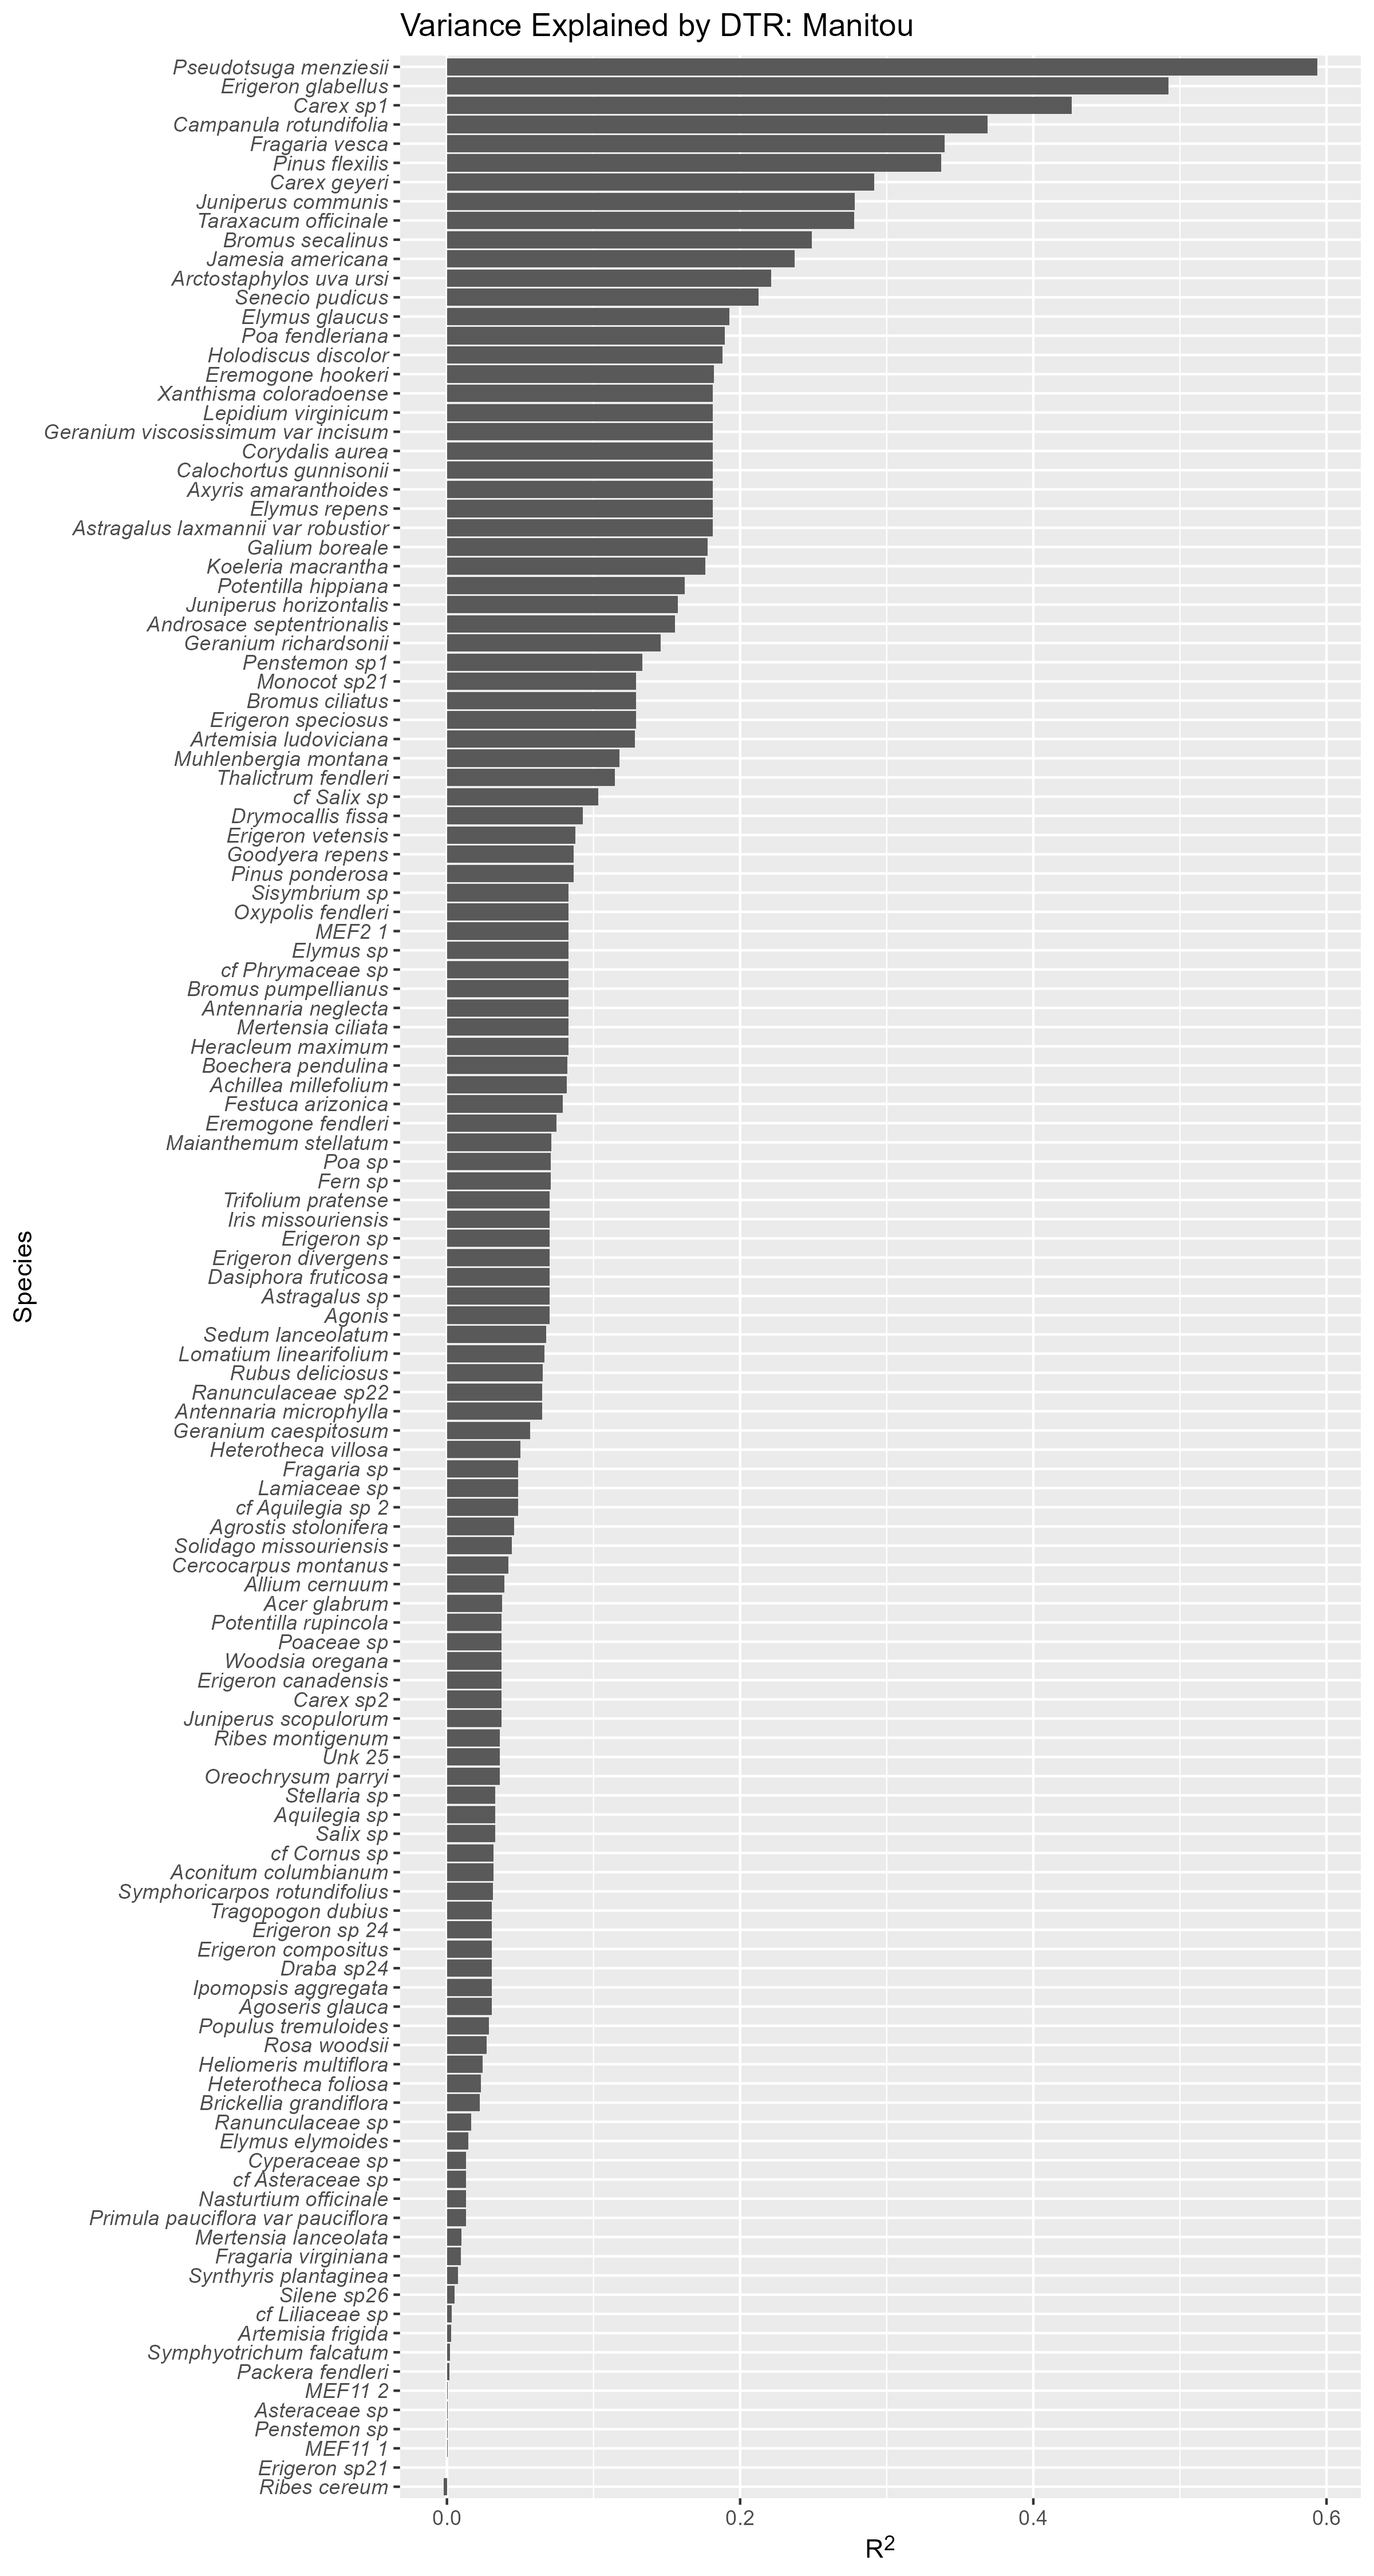 Variance Explained by DTR: Manitou
Pseudotsuga menziesii
Erigeron glabellus
Carex sp1
Campanula rotundifolia
Fragaria vesca
Pinus flexilis
Carex geyeri
Juniperus communis
Taraxacum officinale
Bromus secalinus
Jamesia americana
Arctostaphylos uva ursi
Senecio pudicus
Elymus glaucus
Poa fendleriana
Holodiscus discolor
Eremogone hookeri
Xanthisma coloradoense
Lepidium virginicum
Geranium viscosissimum var incisum
Corydalis aurea
Calochortus gunnisonii
Axyris amaranthoides
Elymus repens
Astragalus laxmannii var robustior
Galium boreale
Koeleria macrantha
Potentilla hippiana
Juniperus horizontalis
Androsace septentrionalis
Geranium richardsonii
Penstemon sp1
Monocot sp21
Bromus ciliatus
Erigeron speciosus
Artemisia ludoviciana
Muhlenbergia montana
Thalictrum fendleri
cf Salix sp
Drymocallis fissa
Erigeron vetensis
Goodyera repens
Pinus ponderosa
Sisymbrium sp
Oxypolis fendleri
MEF2 1
Elymus sp
cf Phrymaceae sp
Bromus pumpellianus
Antennaria neglecta
Mertensia ciliata
Heracleum maximum
Boechera pendulina
Achillea millefolium
Festuca arizonica
Eremogone fendleri
Maianthemum stellatum
Poa sp
Fern sp
Trifolium pratense
Iris missouriensis
Erigeron sp
Erigeron divergens
Dasiphora fruticosa
Astragalus sp
Agonis
Sedum lanceolatum
Lomatium linearifolium
Rubus deliciosus
Ranunculaceae sp22
Antennaria microphylla
Geranium caespitosum
Heterotheca villosa
Fragaria sp
Lamiaceae sp
cf Aquilegia sp 2
Agrostis stolonifera
Solidago missouriensis
Cercocarpus montanus
Allium cernuum
Acer glabrum
Potentilla rupincola
Poaceae sp
Woodsia oregana
Erigeron canadensis
Carex sp2
Juniperus scopulorum
Ribes montigenum
Unk 25
Oreochrysum parryi
Stellaria sp
Aquilegia sp
Salix sp
cf Cornus sp
Aconitum columbianum
Symphoricarpos rotundifolius
Tragopogon dubius
Erigeron sp 24
Erigeron compositus
Draba sp24
Ipomopsis aggregata
Agoseris glauca
Populus tremuloides
Rosa woodsii
Heliomeris multiflora
Heterotheca foliosa
Brickellia grandiflora
Ranunculaceae sp
Elymus elymoides
Cyperaceae sp
cf Asteraceae sp
Nasturtium officinale
Primula pauciflora var pauciflora
Mertensia lanceolata
Fragaria virginiana
Synthyris plantaginea
Silene sp26
cf Liliaceae sp
Artemisia frigida
Symphyotrichum falcatum
Packera fendleri
MEF11 2
Asteraceae sp
Penstemon sp
MEF11 1
Erigeron sp21
Ribes cereum
Species
0.0 0.2 0.4 0.6
R²